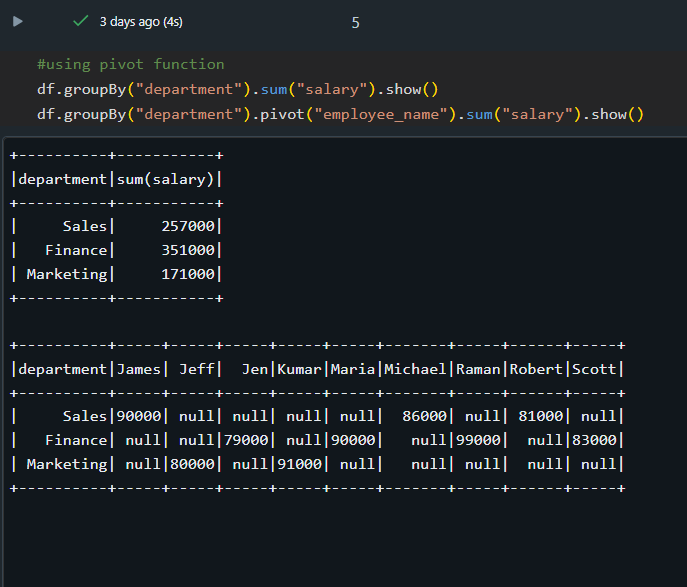 3 days ago (4s)
5
#using pivot function
df.groupBy("department").sum("salary").show()
df.groupBy("department").pivot("employee_name").sum("salary").show()
+----------+-----------+
|department|sum(salary)|
+----------+-----------+
|     Sales|     257000|
|   Finance|     351000|
| Marketing|     171000|
+----------+-----------+
+----------+-----+-----+-----+-----+-----+-------+-----+------+-----+
|department|James| Jeff|  Jen|Kumar|Maria|Michael|Raman|Robert|Scott|
+----------+-----+-----+-----+-----+-----+-------+-----+------+-----+
|     Sales|90000| null| null| null| null|  86000| null| 81000| null|
|   Finance| null| null|79000| null|90000|   null|99000|  null|83000|
| Marketing| null|80000| null|91000| null|   null| null|  null| null|
+----------+-----+-----+-----+-----+-----+-------+-----+------+-----+